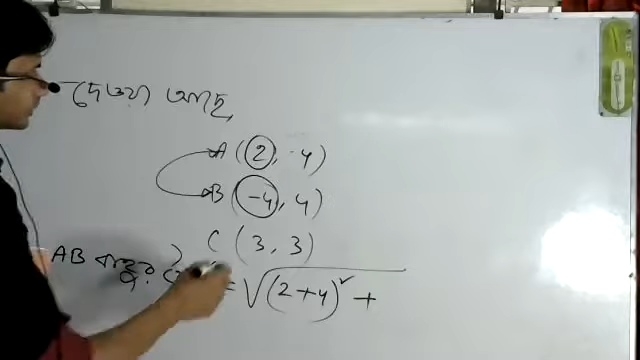 দেওয়া আছে,
A (2, -4)
B (-4, 4)
C (3, 3)
AB বাহুর
= √(2+4)² +